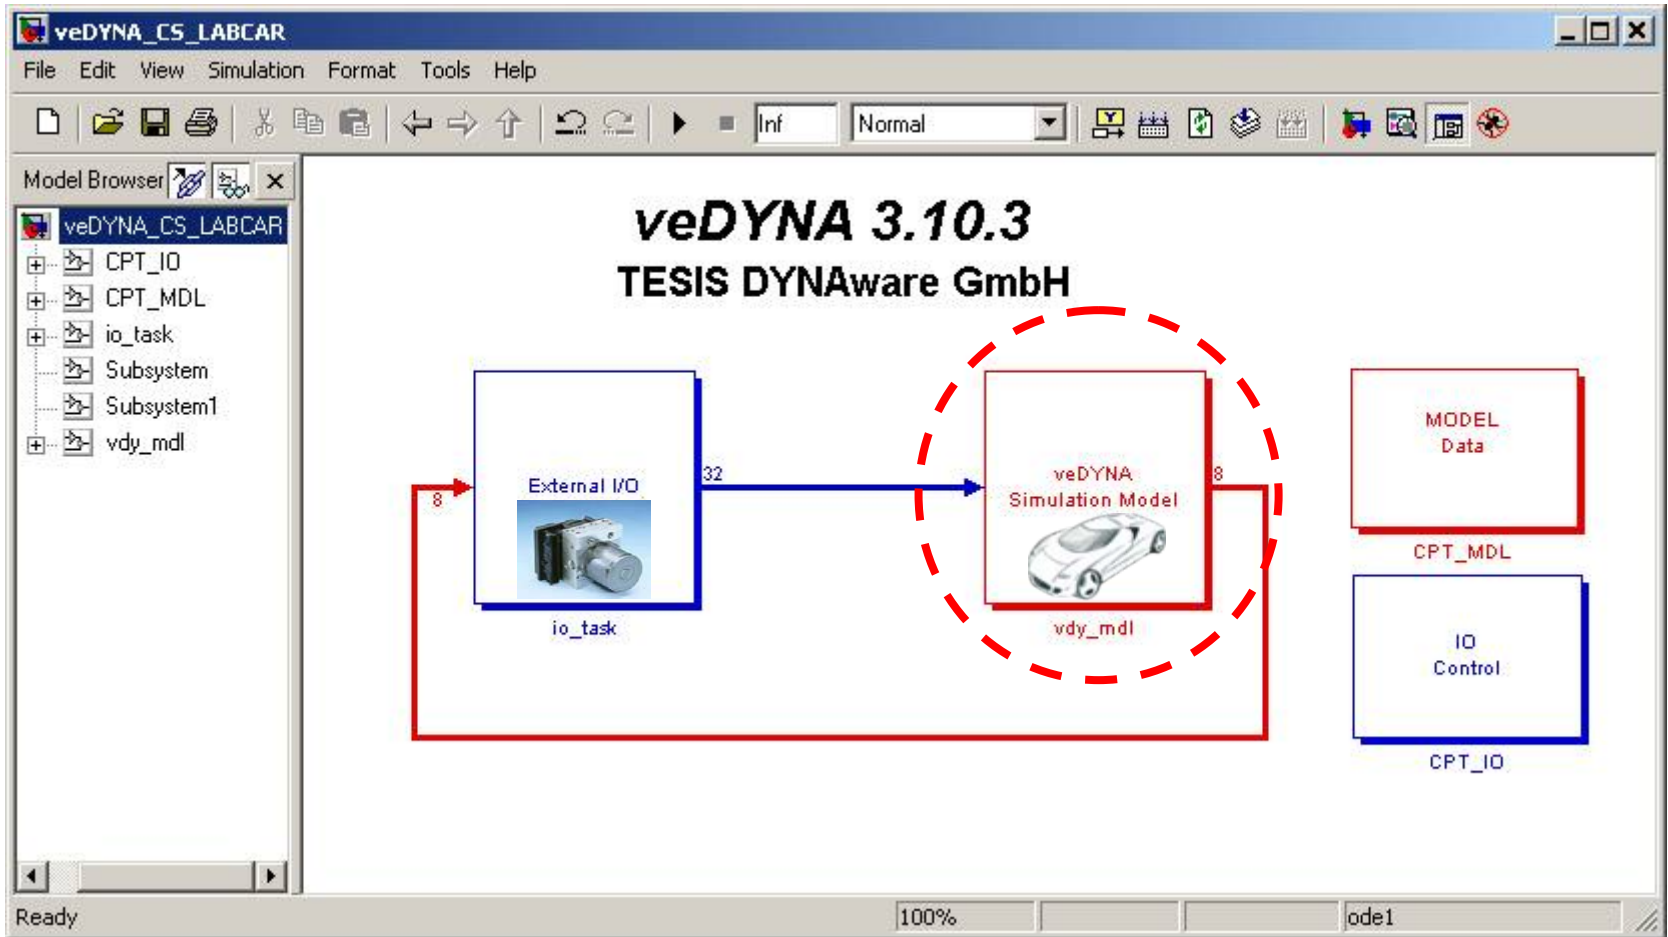 veDYNA_CS_LABCAR
File Edit View Simulation Format Tools Help
Inf Normal
Model Browser
veDYNA_CS_LABCAR
CPT_IO
CPT_MDL
io_task
Subsystem
Subsystem1
vdy_mdl
veDYNA 3.10.3
TESIS DYNAware GmbH
8
External I/O
32
io_task
veDYNA
Simulation Model
8
vdy_mdl
MODEL
Data
CPT_MDL
IO
Control
CPT_IO
Ready 100% ode1